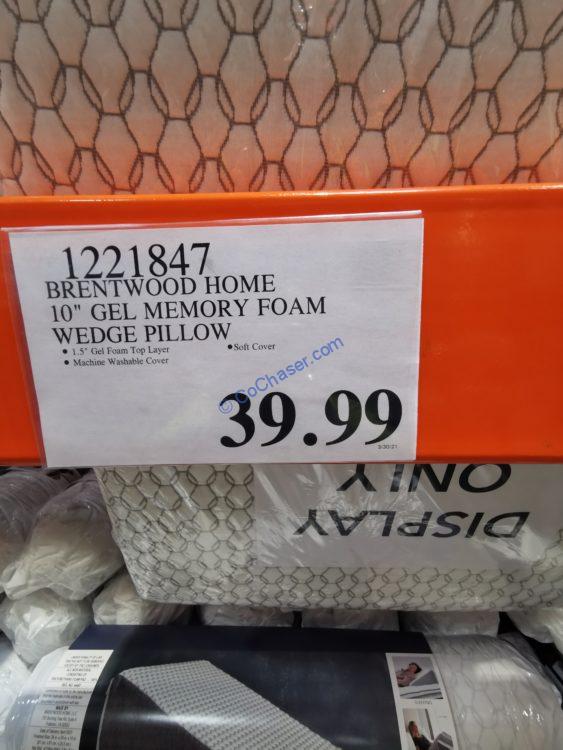 1221847
BRENTWOOD HOME
10" GEL MEMORY FOAM
WEDGE PILLOW
• 1.5" Gel Foam Top Layer •Soft Cover
• Machine Washable Cover
© CoChaser.com
39.99
3/30/21
DISPLAY
ONLY
SLEEPING